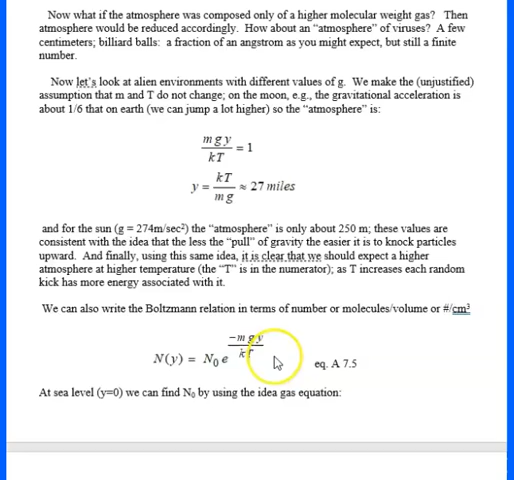 Now what if the atmosphere was composed only of a higher molecular weight gas?  Then
atmosphere would be reduced accordingly.  How about an "atmosphere" of viruses?  A few
centimeters; billiard balls:  a fraction of an angstrom as you might expect, but still a finite
number.
Now let's look at alien environments with different values of g.  We make the (unjustified)
assumption that m and T do not change; on the moon, e.g., the gravitational acceleration is
about 1/6 that on earth (we can jump a lot higher) so the "atmosphere" is:
mgy/kT = 1
y = kT/mg ≈ 27 miles
and for the sun (g = 274m/sec²) the "atmosphere" is only about 250 m; these values are
consistent with the idea that the less the "pull" of gravity the easier it is to knock particles
upward.  And finally, using this same idea, it is clear that we should expect a higher
atmosphere at higher temperature (the "T" is in the numerator); as T increases each random
kick has more energy associated with it.
We can also write the Boltzmann relation in terms of number or molecules/volume or #/cm³
N(y) = N₀ e^(-mgy/kT) eq. A 7.5
At sea level (y=0) we can find N₀ by using the idea gas equation: